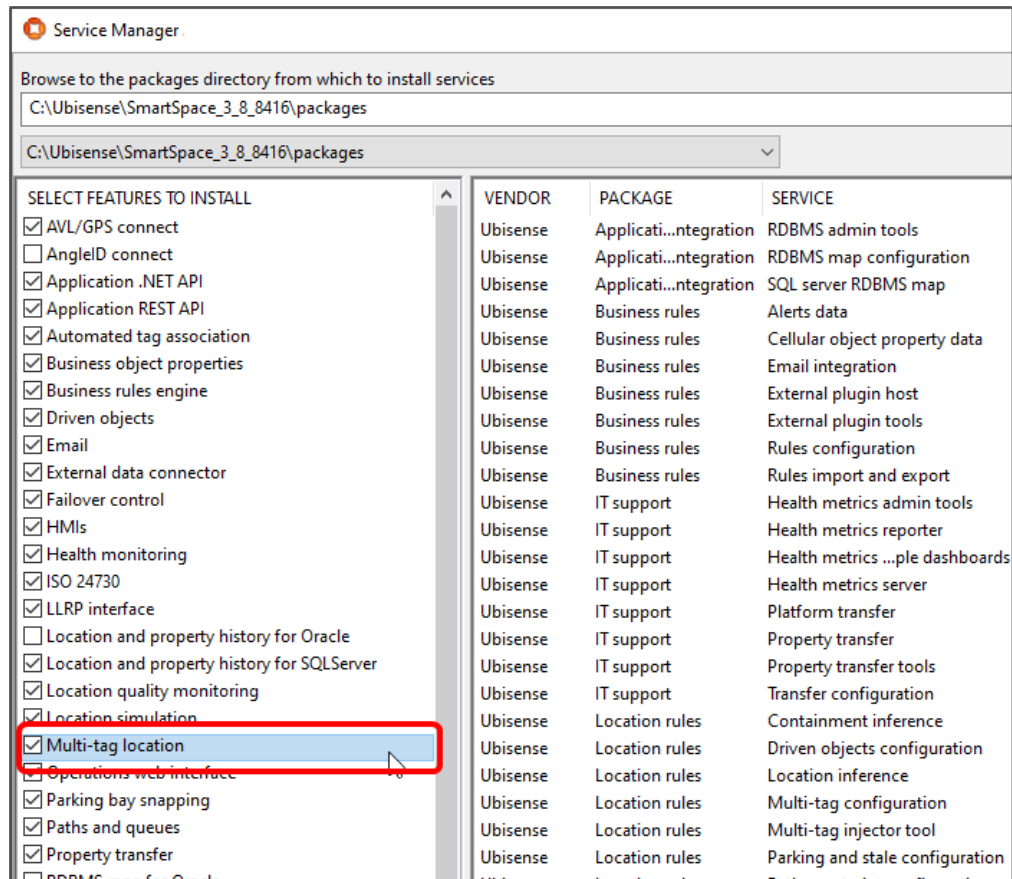 Service Manager
Browse to the packages directory from which to install services
C:\Ubisense\SmartSpace_3_8_8416\packages
C:\Ubisense\SmartSpace_3_8_8416\packages
SELECT FEATURES TO INSTALL
AVL/GPS connect
AngleID connect
Application .NET API
Application REST API
Automated tag association
Business object properties
Business rules engine
Driven objects
Email
External data connector
Failover control
HMIs
Health monitoring
ISO 24730
LLRP interface
Location and property history for Oracle
Location and property history for SQLServer
Location quality monitoring
Location simulation
Multi-tag location
Operations web interface
Parking bay snapping
Paths and queues
Property transfer
RDBMS map for Oracle
VENDOR PACKAGE SERVICE
Ubisense Applicati...ntegration RDBMS admin tools
Ubisense Applicati...ntegration RDBMS map configuration
Ubisense Applicati...ntegration SQL server RDBMS map
Ubisense Business rules Alerts data
Ubisense Business rules Cellular object property data
Ubisense Business rules Email integration
Ubisense Business rules External plugin host
Ubisense Business rules External plugin tools
Ubisense Business rules Rules configuration
Ubisense Business rules Rules import and export
Ubisense IT support Health metrics admin tools
Ubisense IT support Health metrics reporter
Ubisense IT support Health metrics ...ple dashboards
Ubisense IT support Health metrics server
Ubisense IT support Platform transfer
Ubisense IT support Property transfer
Ubisense IT support Property transfer tools
Ubisense IT support Transfer configuration
Ubisense Location rules Containment inference
Ubisense Location rules Driven objects configuration
Ubisense Location rules Location inference
Ubisense Location rules Multi-tag configuration
Ubisense Location rules Multi-tag injector tool
Ubisense Location rules Parking and stale configuration